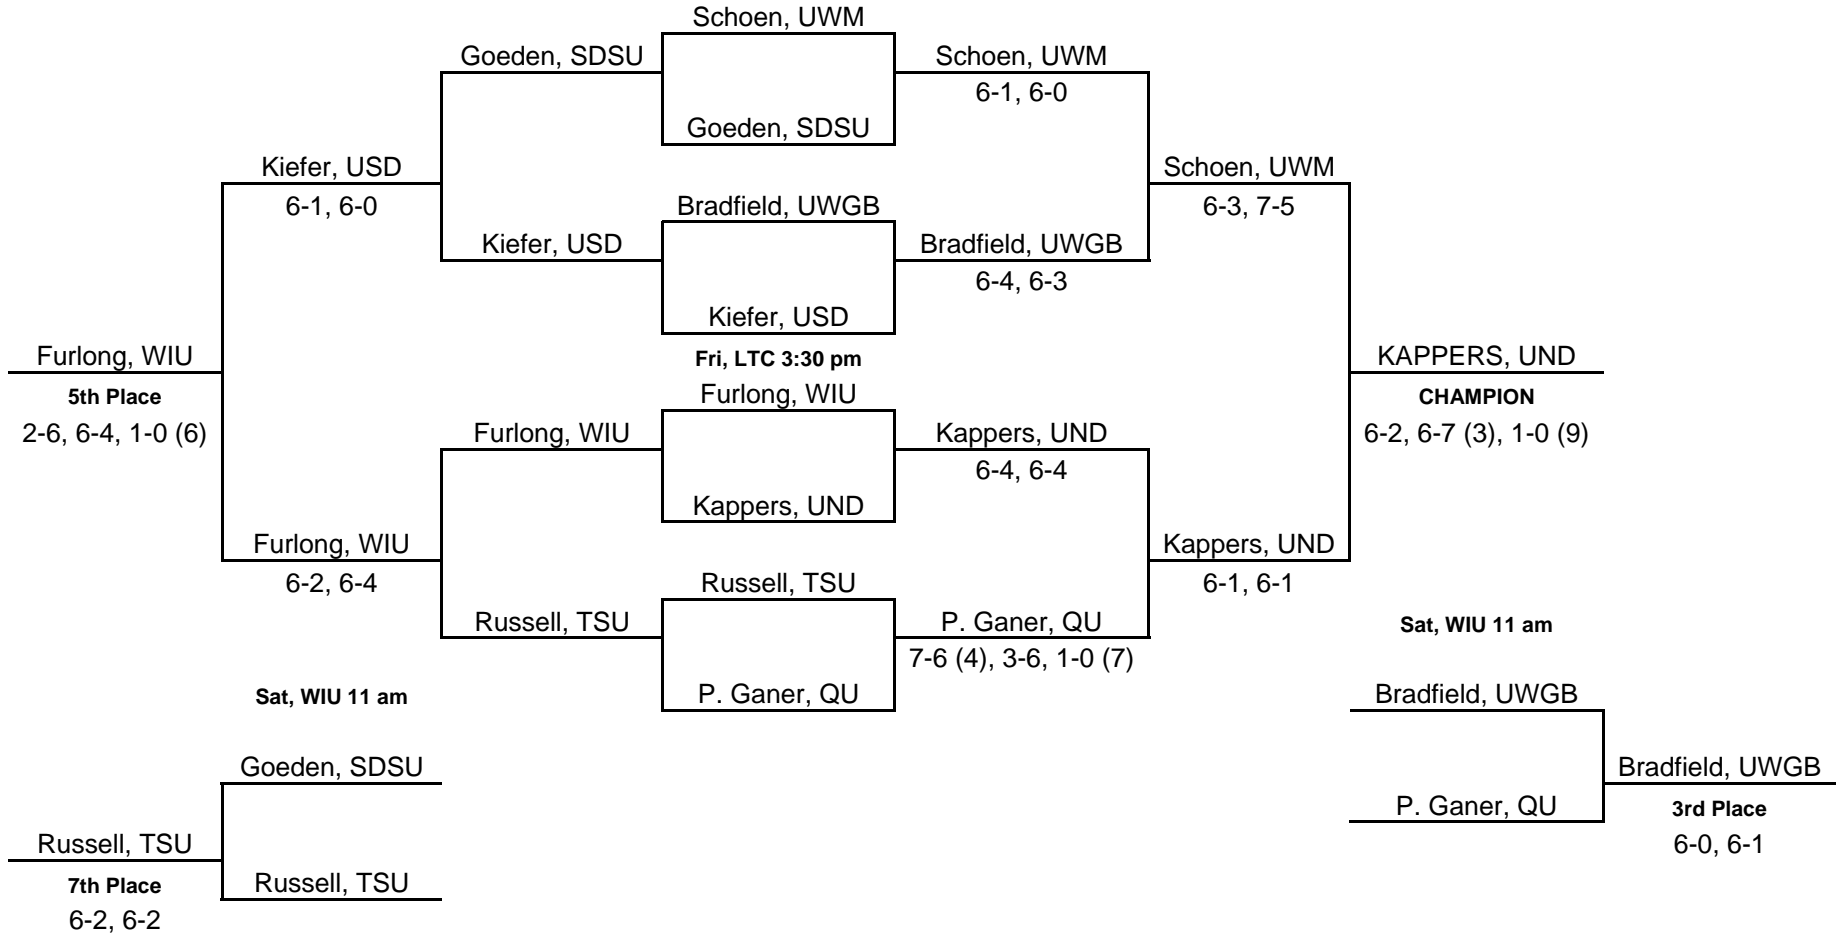 Schoen, UWM
Goeden, SDSU
Schoen, UWM
6-1, 6-0
Goeden, SDSU
Kiefer, USD
Schoen, UWM
6-1, 6-0
Bradfield, UWGB
6-3, 7-5
Kiefer, USD
Bradfield, UWGB
6-4, 6-3
Kiefer, USD
Furlong, WIU
Fri, LTC 3:30 pm
KAPPERS, UND
5th Place
Furlong, WIU
CHAMPION
2-6, 6-4, 1-0 (6)
Furlong, WIU
Kappers, UND
6-2, 6-7 (3), 1-0 (9)
6-4, 6-4
Kappers, UND
Furlong, WIU
Kappers, UND
6-2, 6-4
Russell, TSU
6-1, 6-1
Russell, TSU
P. Ganer, QU
Sat, WIU 11 am
7-6 (4), 3-6, 1-0 (7)
Sat, WIU 11 am
P. Ganer, QU
Bradfield, UWGB
Goeden, SDSU
Bradfield, UWGB
P. Ganer, QU
3rd Place
Russell, TSU
6-0, 6-1
7th Place
Russell, TSU
6-2, 6-2